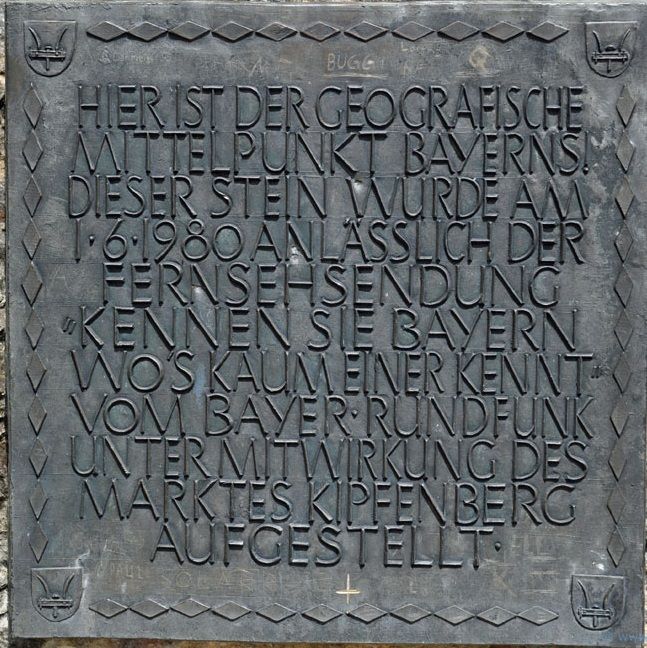 BUGGI
HIER IST DER GEOGRAFISCHE
MITTELPUNKT BAYERNS!
DIESER STEIN WURDE AM
1·6·1980 ANLÄSSLICH DER
FERNSEHSENDUNG
"KENNEN SIE BAYERN
WO'S KAUM EINER KENNT"
VOM BAYER·RUNDFUNK
UNTER MITWIRKUNG DES
MARKTES KIPFENBERG
AUFGESTELLT·